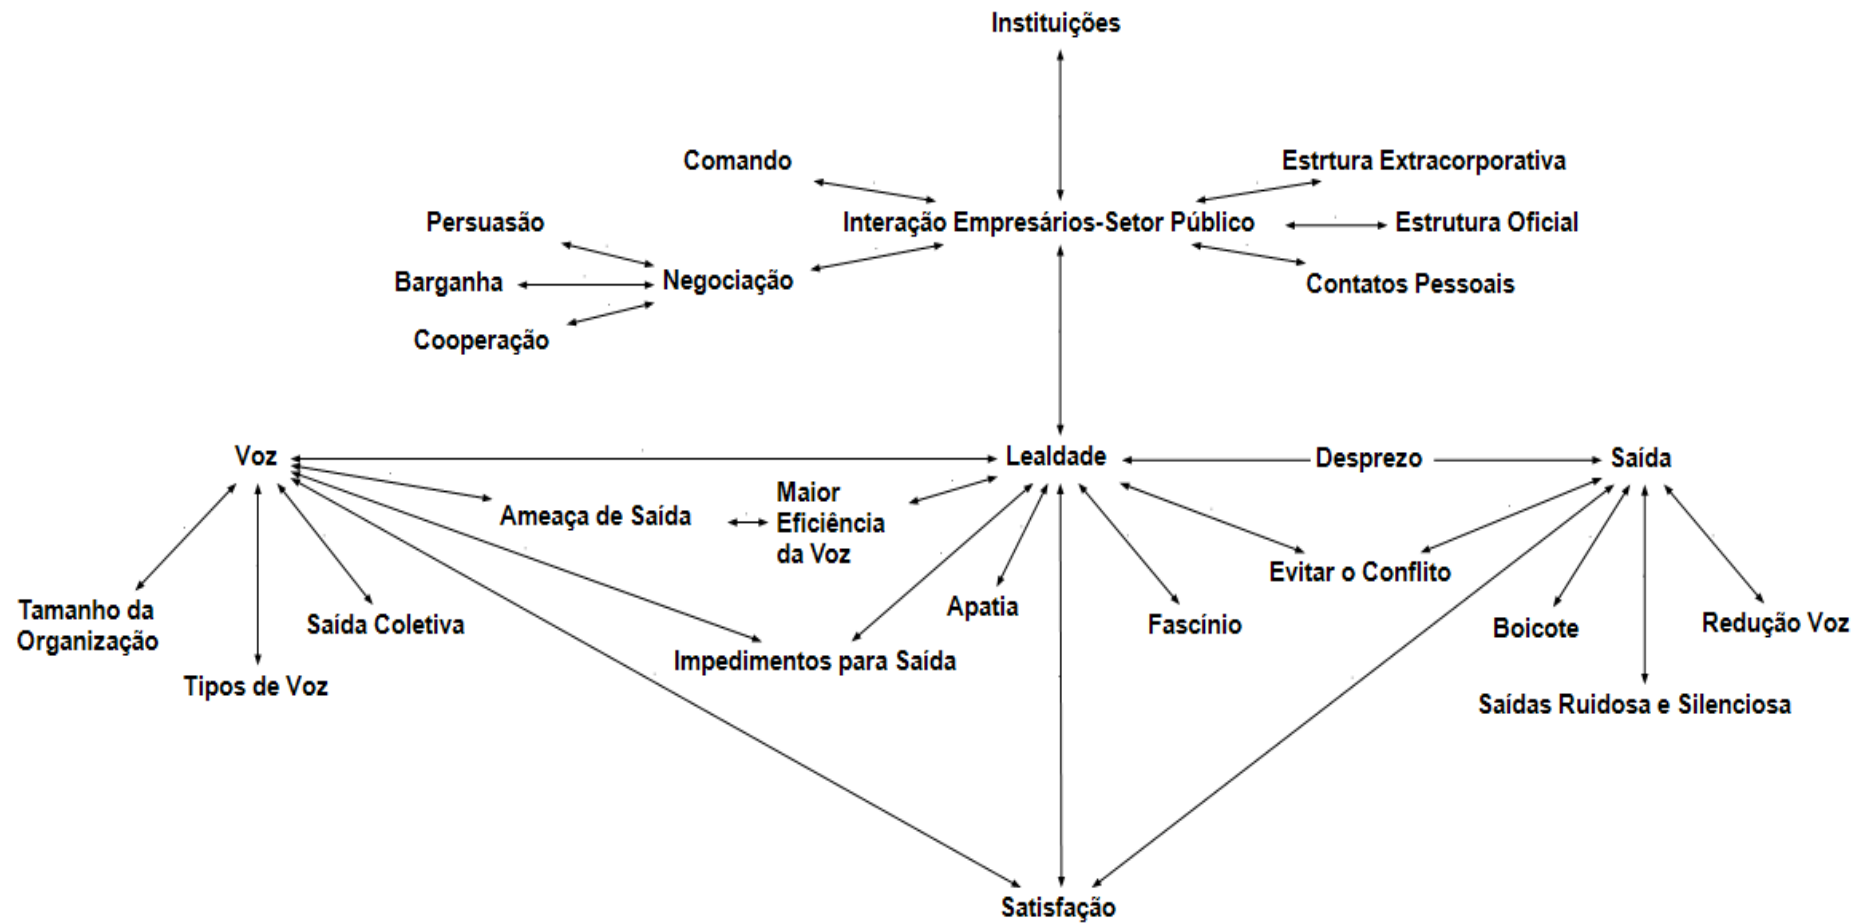 Instituições
Comando
Estrtura Extracorporativa
Persuasão
Interação Empresários-Setor Público
Estrutura Oficial
Barganha
Negociação
Contatos Pessoais
Cooperação
Voz
Lealdade
Desprezo
Saída
Ameaça de Saída
Maior
Eficiência
da Voz
Evitar o Conflito
Tamanho da
Organização
Saída Coletiva
Apatia
Fascínio
Boicote
Redução Voz
Impedimentos para Saída
Tipos de Voz
Saídas Ruidosa e Silenciosa
Satisfação